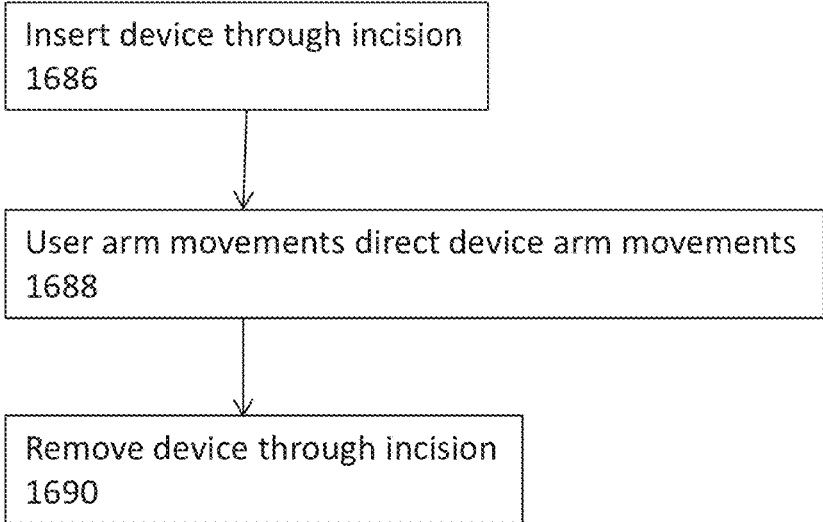 Insert device through incision
1686
User arm movements direct device arm movements
1688
Remove device through incision
1690